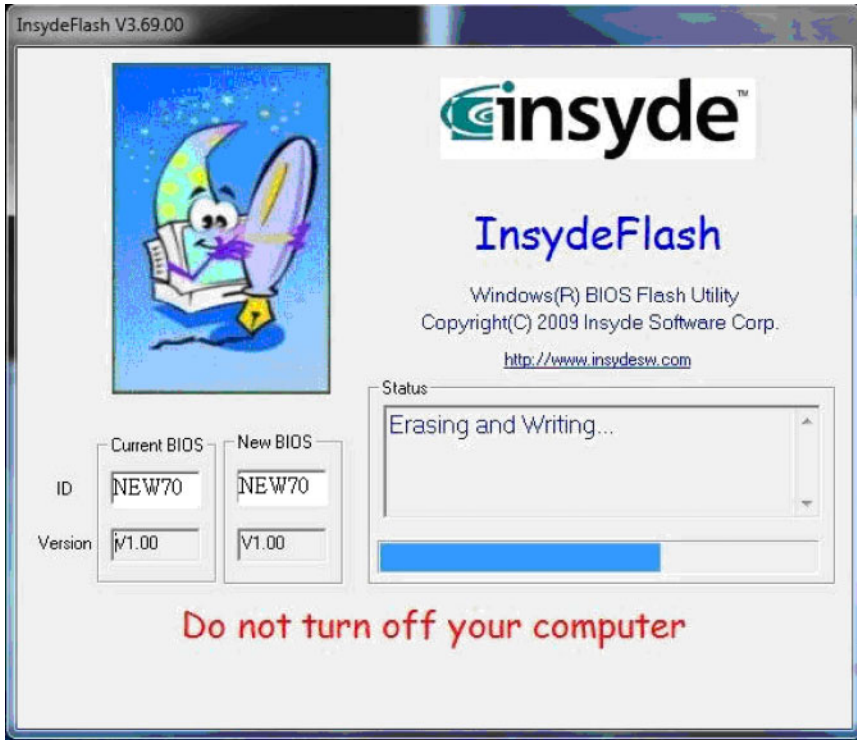 InsydeFlash V3.69.00
insyde™
InsydeFlash
Windows(R) BIOS Flash Utility
Copyright(C) 2009 Insyde Software Corp.
http://www.insydesw.com
Status
Erasing and Writing...
Current BIOS
New BIOS
ID
NEW70
NEW70
Version
V1.00
V1.00
Do not turn off your computer